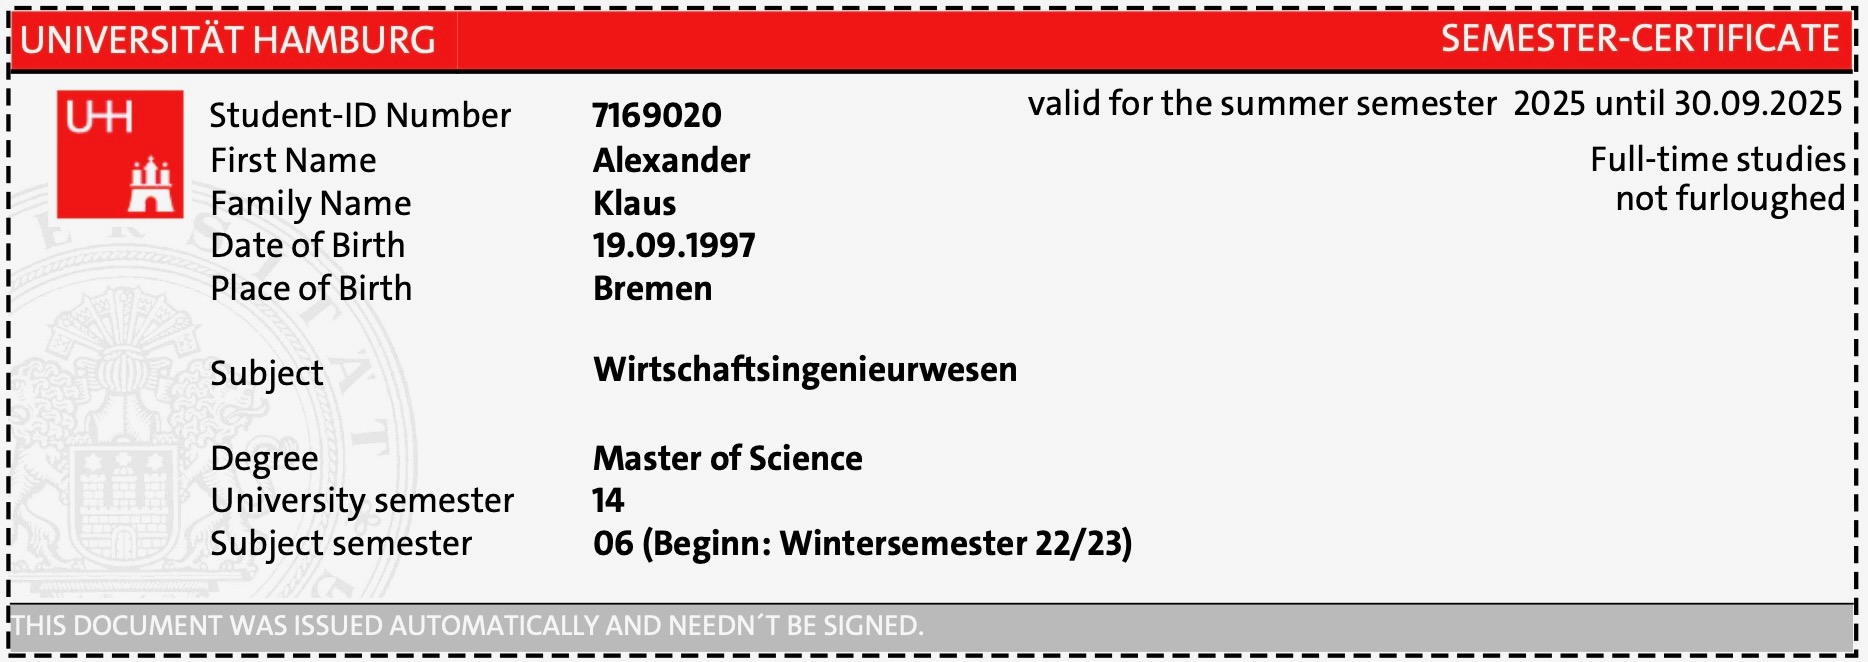 UNIVERSITÄT HAMBURG SEMESTER-CERTIFICATE
valid for the summer semester 2025 until 30.09.2025
Full-time studies
not furloughed
UHH
Student-ID Number 7169020
First Name Alexander
Family Name Klaus
Date of Birth 19.09.1997
Place of Birth Bremen
Subject Wirtschaftsingenieurwesen
Degree Master of Science
University semester 14
Subject semester 06 (Beginn: Wintersemester 22/23)
THIS DOCUMENT WAS ISSUED AUTOMATICALLY AND NEEDN´T BE SIGNED.